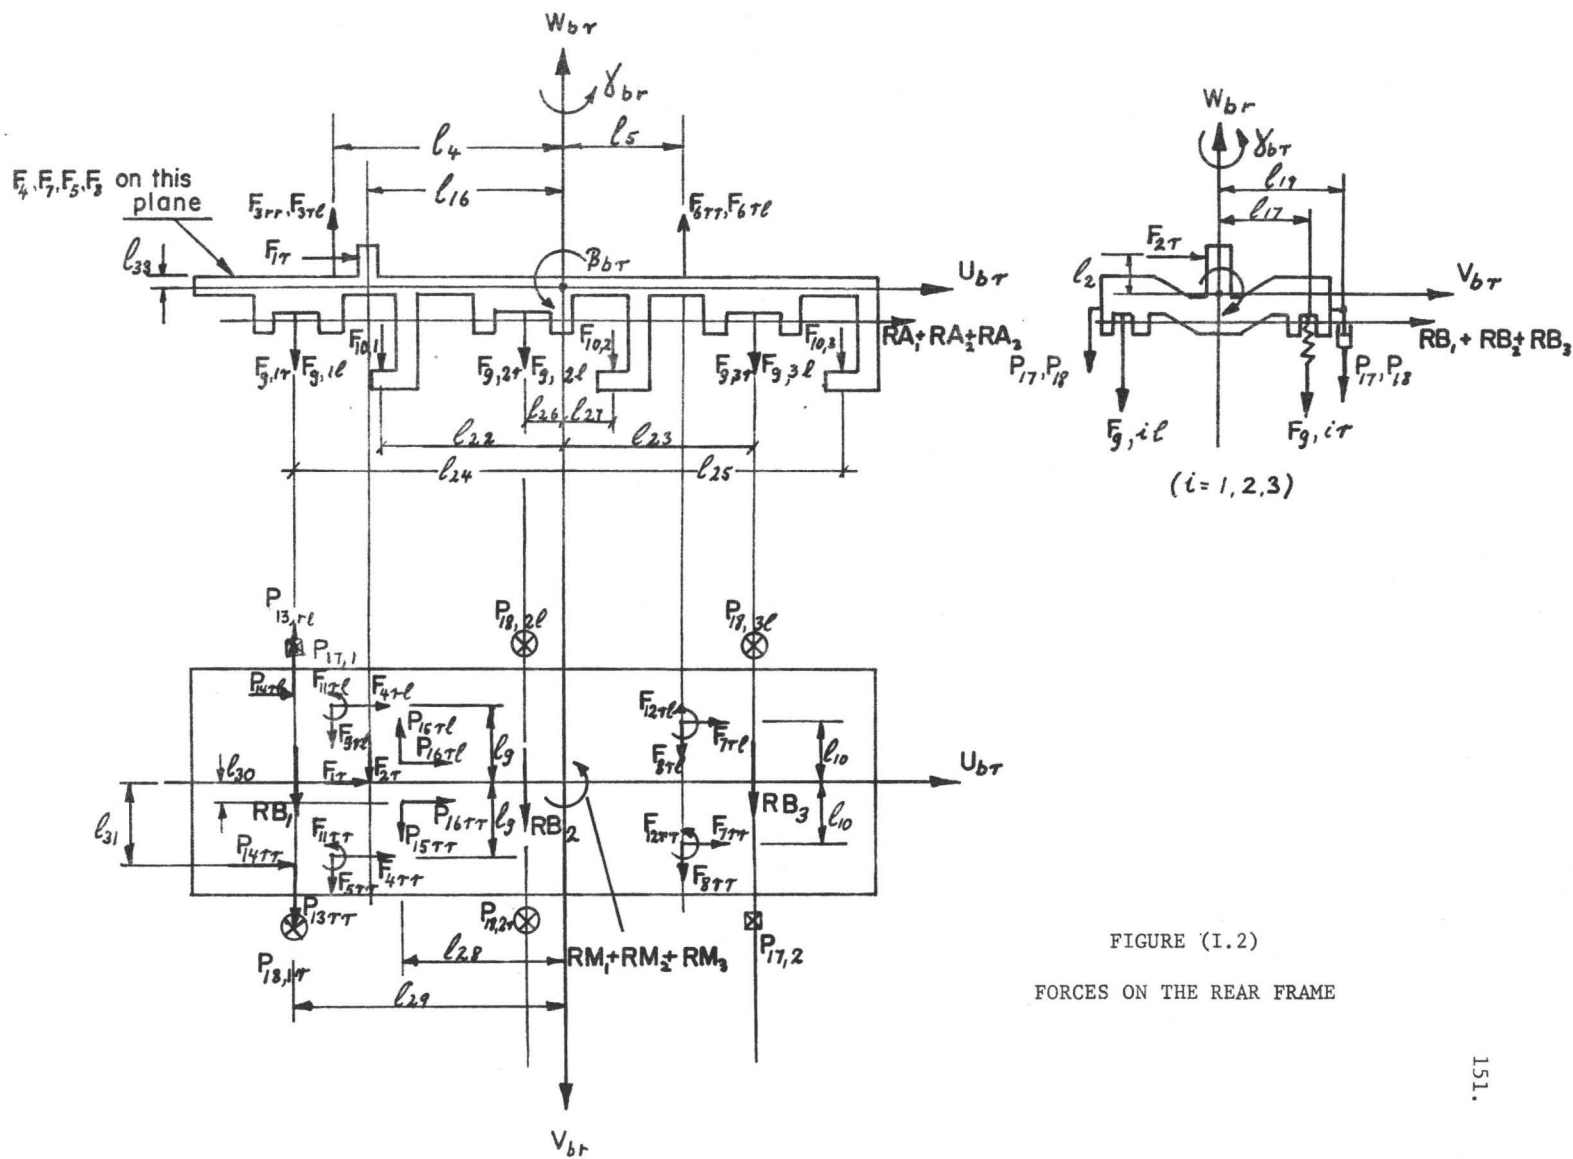 W_br
γ_br
l_4
l_5
l_16
F_4, F_7, F_5, F_8 on this
plane
F_3rr, F_3rl
F_6rr, F_6rl
F_1r
l_33
β_br
U_br
RA_1+RA_2+RA_3
F_10,1
F_10,2
F_10,3
F_9,1r F_9,1l
F_9,2r F_9,2l
F_9,3r F_9,3l
l_26 l_27
l_22
l_23
l_24
l_25
W_br
γ_br
l_19
l_17
F_2r
l_2
V_br
RB_1 + RB_2 + RB_3
P_17, P_18
P_17, P_18
F_9,il
F_9,ir
(i = 1,2,3)
P_13,rl
P_17,1
P_18,2l
P_18,3l
P_14rl
F_11rl
F_4rl
P_15rl
P_16rl
l_9
F_12rl
F_7rl
F_8rl
l_10
l_30
F_1r
F_2r
U_br
RB_1
RB_2
RB_3
l_31
P_16rr
l_9
P_15rr
F_11rr
F_4rr
F_5rr
P_14rr
F_12rr
F_7rr
F_8rr
l_10
P_13rr
P_18,1r
P_18,2r
P_17,2
l_28
RM_1+RM_2+RM_3
l_29
V_br
FIGURE (I.2)
FORCES ON THE REAR FRAME
151.